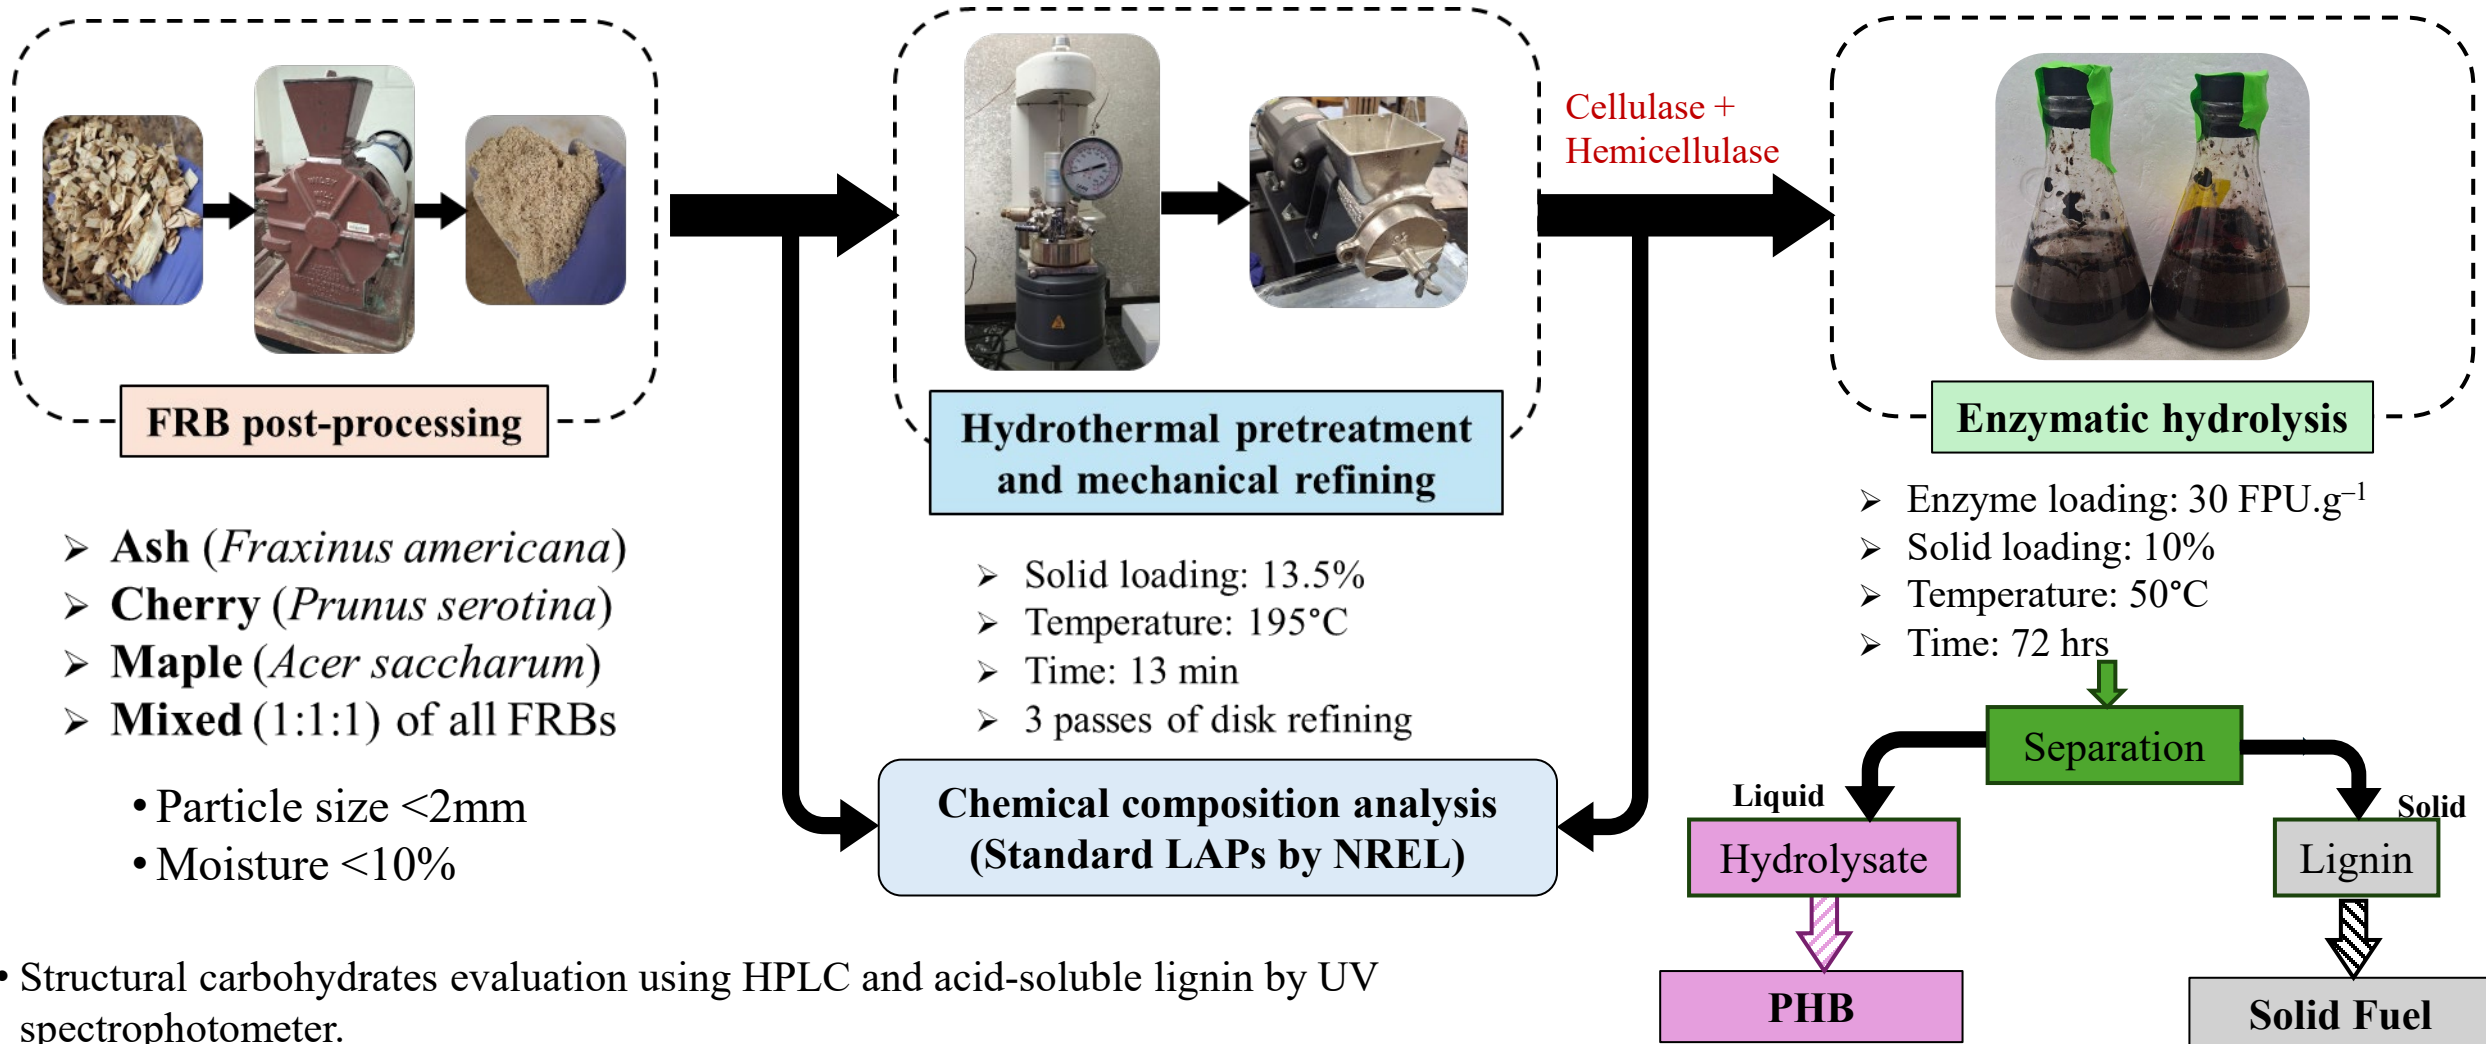 FRB post-processing
➢ Ash (Fraxinus americana)
➢ Cherry (Prunus serotina)
➢ Maple (Acer saccharum)
➢ Mixed (1:1:1) of all FRBs
• Particle size <2mm
• Moisture <10%
Hydrothermal pretreatment
and mechanical refining
➢ Solid loading: 13.5%
➢ Temperature: 195°C
➢ Time: 13 min
➢ 3 passes of disk refining
Chemical composition analysis
(Standard LAPs by NREL)
Cellulase +
Hemicellulase
Enzymatic hydrolysis
➢ Enzyme loading: 30 FPU.g⁻¹
➢ Solid loading: 10%
➢ Temperature: 50°C
➢ Time: 72 hrs
Separation
Liquid
Solid
Hydrolysate
Lignin
PHB
Solid Fuel
• Structural carbohydrates evaluation using HPLC and acid-soluble lignin by UV
spectrophotometer.